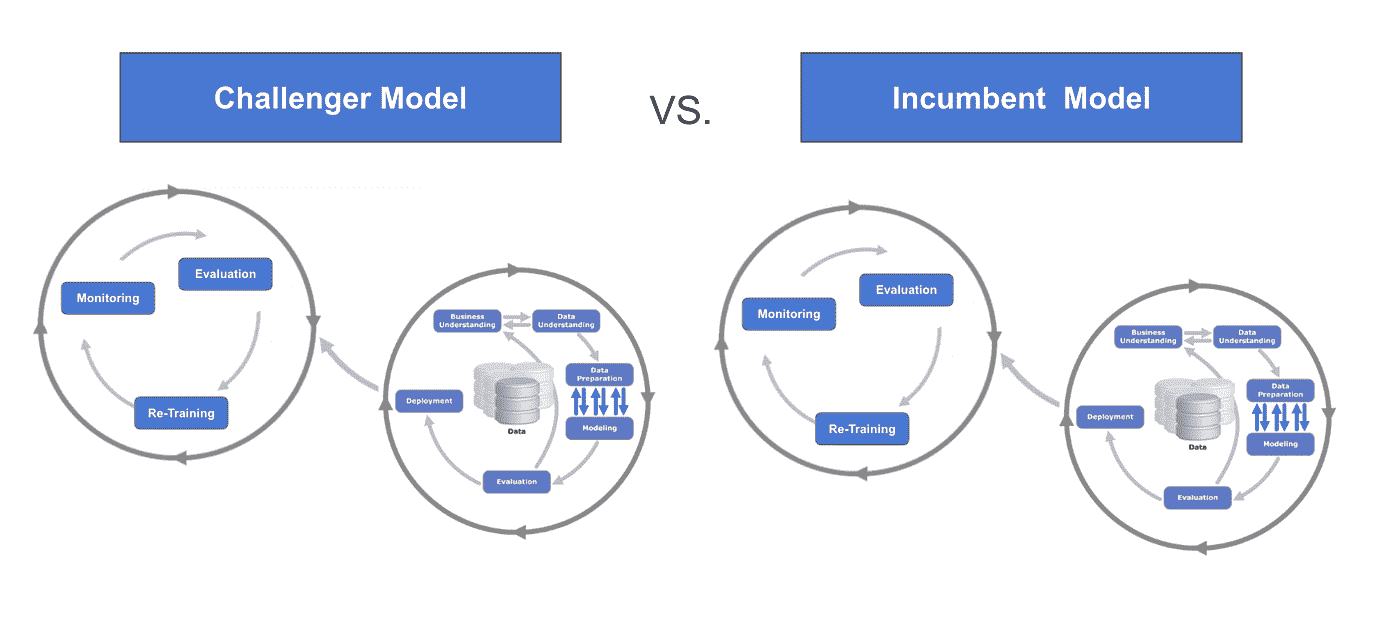 Challenger Model
VS.
Incumbent Model
Monitoring
Evaluation
Re-Training
Business
Understanding
Data
Understanding
Data
Preparation
Modeling
Evaluation
Deployment
Data
Monitoring
Evaluation
Re-Training
Business
Understanding
Data
Understanding
Data
Preparation
Modeling
Evaluation
Deployment
Data